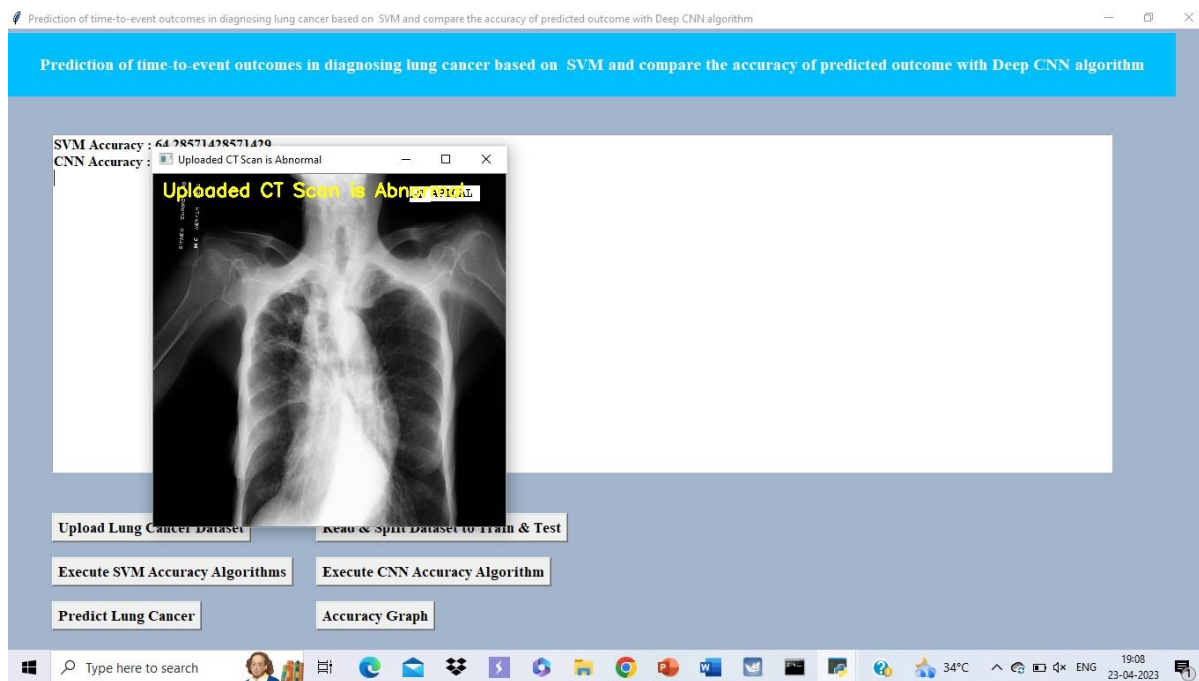 Prediction of time-to-event outcomes in diagnosing lung cancer based on SVM and compare the accuracy of predicted outcome with Deep CNN algorithm
Prediction of time-to-event outcomes in diagnosing lung cancer based on SVM and compare the accuracy of predicted outcome with Deep CNN algorithm
SVM Accuracy : 64.28571428571429
CNN Accuracy :
Uploaded CT Scan is Abnormal
Uploaded CT Scan is Abnormal
Upload Lung Cancer Dataset
Read & Split Dataset to Train & Test
Execute SVM Accuracy Algorithms
Execute CNN Accuracy Algorithm
Predict Lung Cancer
Accuracy Graph
Type here to search
34°C
ENG
19:08
23-04-2023